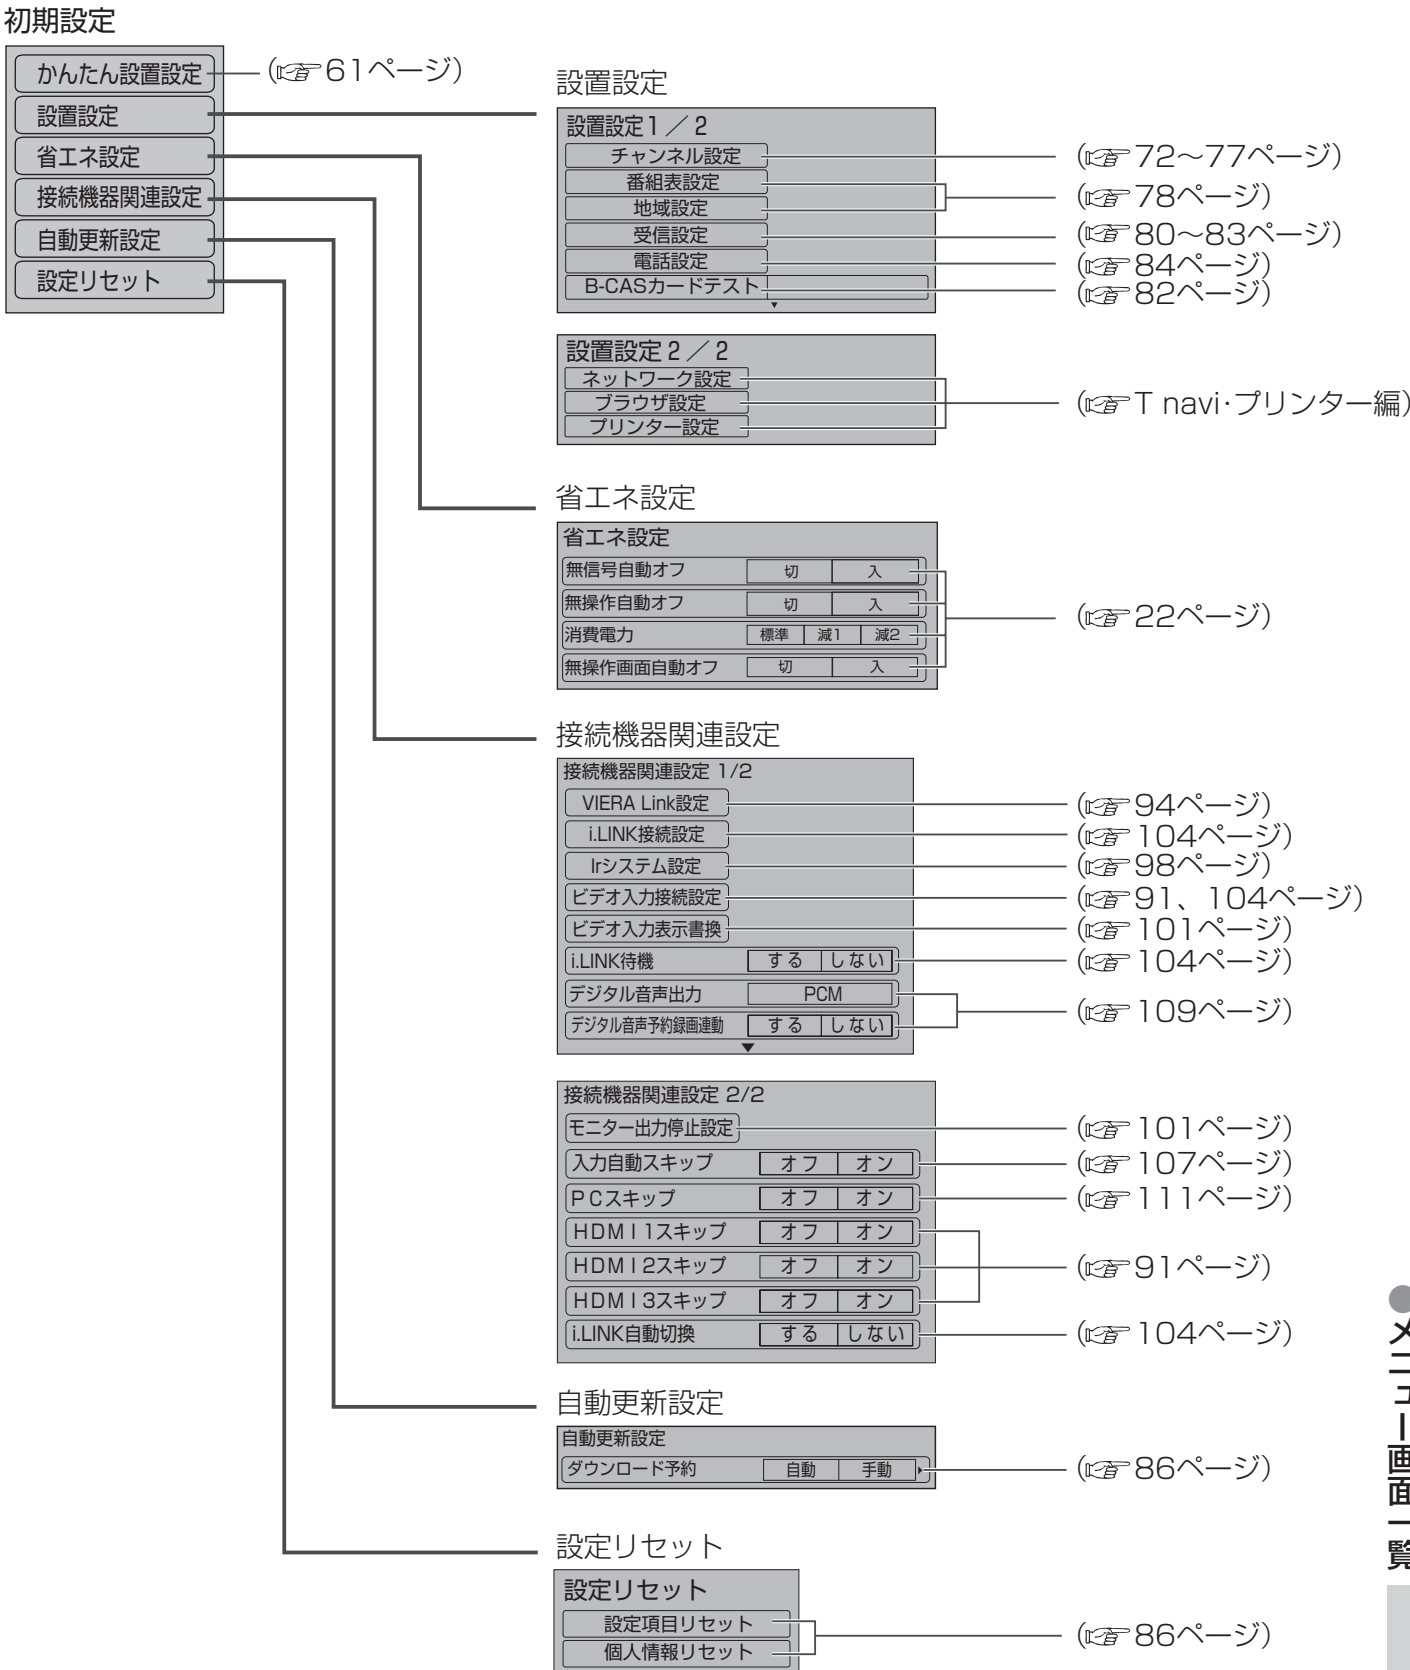 初期設定
かんたん設置設定
(☞61ページ)
設置設定
省エネ設定
接続機器関連設定
自動更新設定
設定リセット
設置設定
設置設定1／2
チャンネル設定
(☞72～77ページ)
番組表設定
地域設定
(☞78ページ)
受信設定
(☞80～83ページ)
電話設定
(☞84ページ)
B-CASカードテスト
(☞82ページ)
設置設定 2／2
ネットワーク設定
ブラウザ設定
プリンター設定
(☞T navi・プリンター編)
省エネ設定
省エネ設定
無信号自動オフ 切 入
無操作自動オフ 切 入
消費電力 標準 減1 減2
無操作画面自動オフ 切 入
(☞22ページ)
接続機器関連設定
接続機器関連設定 1/2
VIERA Link設定
(☞94ページ)
i.LINK接続設定
(☞104ページ)
Irシステム設定
(☞98ページ)
ビデオ入力接続設定
(☞91、104ページ)
ビデオ入力表示書換
(☞101ページ)
i.LINK待機 する しない
(☞104ページ)
デジタル音声出力 PCM
デジタル音声予約録画連動 する しない
(☞109ページ)
▼
接続機器関連設定 2/2
モニター出力停止設定
(☞101ページ)
入力自動スキップ オフ オン
(☞107ページ)
PCスキップ オフ オン
(☞111ページ)
HDMI1スキップ オフ オン
HDMI2スキップ オフ オン
HDMI3スキップ オフ オン
(☞91ページ)
i.LINK自動切換 する しない
(☞104ページ)
自動更新設定
自動更新設定
ダウンロード予約 自動 手動
(☞86ページ)
設定リセット
設定リセット
設定項目リセット
個人情報リセット
(☞86ページ)
●メニュー画面一覧